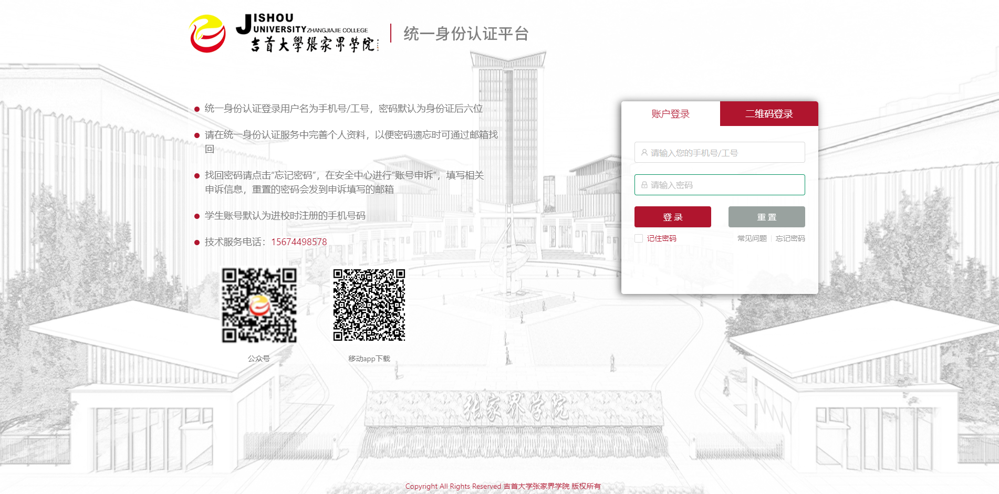 JISHOU
UNIVERSITY ZHANGJIAJIE COLLEGE
吉首大學张家界学院
统一身份认证平台
统一身份认证登录用户名为手机号/工号，密码默认为身份证后六位
请在统一身份认证服务中完善个人资料，以便密码遗忘时可通过邮箱找
回
找回密码请点击“忘记密码”，在安全中心进行”账号申诉”，填写相关
申诉信息，重置的密码会发到申诉填写的邮箱
学生账号默认为进校时注册的手机号码
技术服务电话：15674498578
公众号
移动app下载
账户登录
二维码登录
请输入您的手机号/工号
请输入密码
登 录
重 置
记住密码
常见问题
忘记密码
张家界学院
Copyright All Rights Reserved 吉首大学张家界学院 版权所有